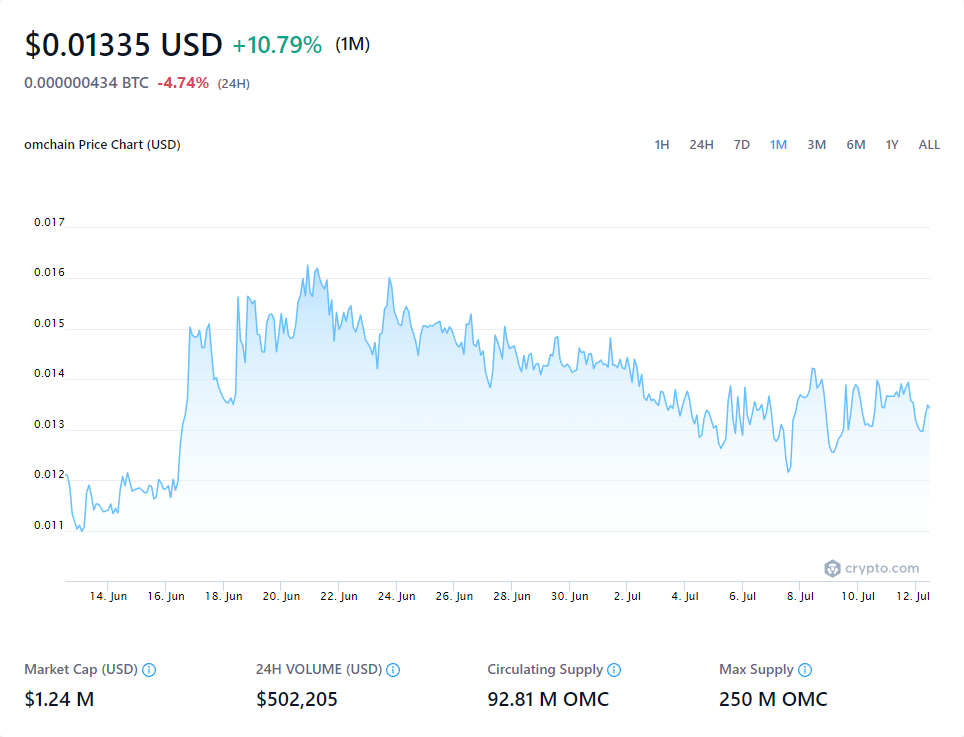 $0.01335 USD +10.79% (1M)
0.000000434 BTC -4.74% (24H)
omchain Price Chart (USD) 1H 24H 7D 1M 3M 6M 1Y ALL
0.017
0.016
0.015
0.014
0.013
0.012
0.011
crypto.com
14. Jun 16. Jun 18. Jun 20. Jun 22. Jun 24. Jun 26. Jun 28. Jun 30. Jun 2. Jul 4. Jul 6. Jul 8. Jul 10. Jul 12. Jul
Market Cap (USD) 24H VOLUME (USD) Circulating Supply Max Supply
$1.24 M $502,205 92.81 M OMC 250 M OMC